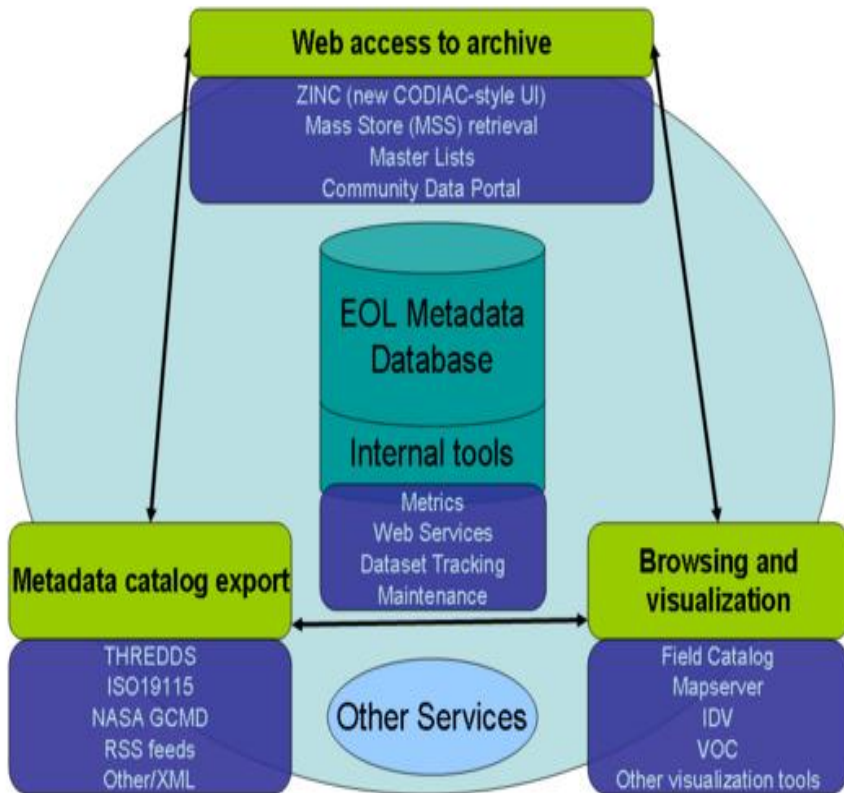 Web access to archive
ZINC (new CODIAC-style UI)
Mass Store (MSS) retrieval
Master Lists
Community Data Portal
EOL Metadata
Database
Internal tools
Metrics
Web Services
Dataset Tracking
Maintenance
Metadata catalog export
THREDDS
ISO19115
NASA GCMD
RSS feeds
Other/XML
Other Services
Browsing and
visualization
Field Catalog
Mapserver
IDV
VOC
Other visualization tools